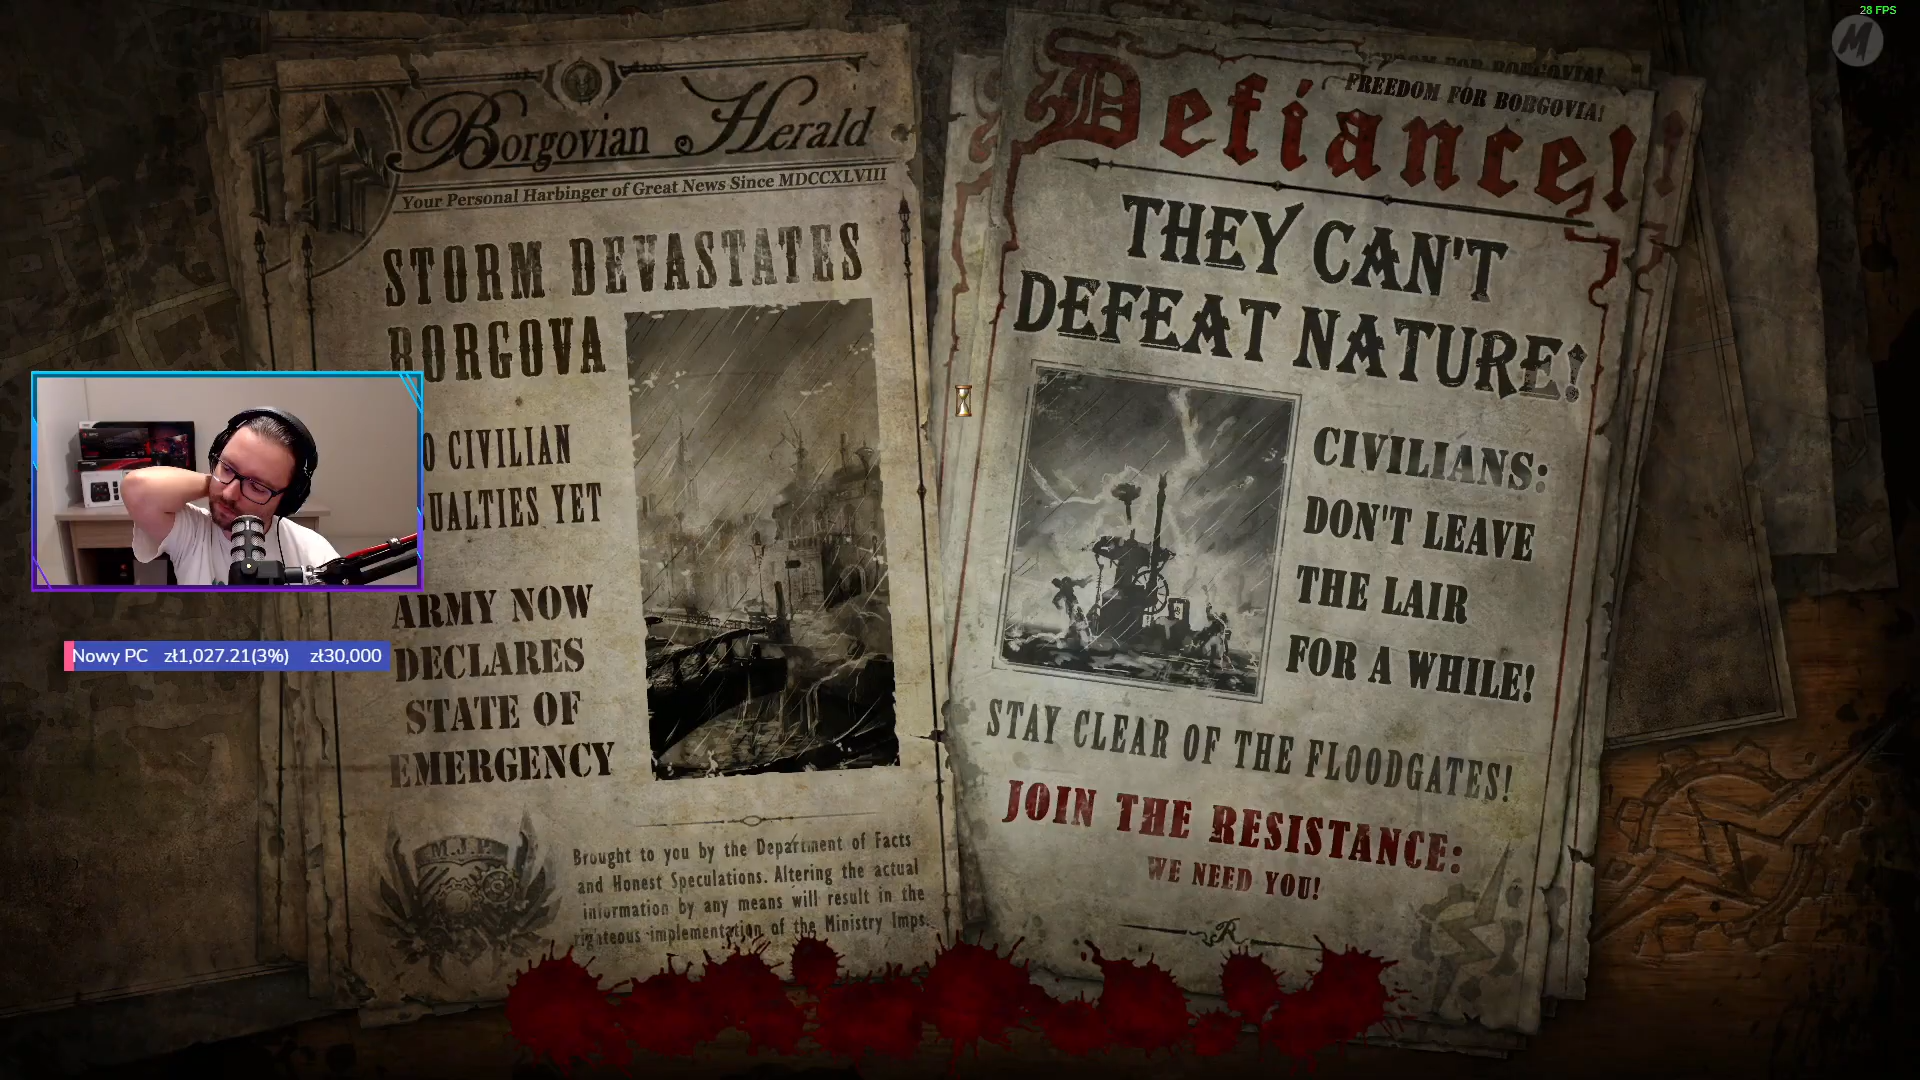 28 FPS
Borgovian Herald
Your Personal Harbinger of Great News Since MDCCXLVIII
STORM DEVASTATES
BORGOVA
CIVILIAN
YET
ARMY NOW
DECLARES
STATE OF
EMERGENCY
M.J.P.
Brought to you by the Department of Facts
and Honest Speculations. Altering the actual
information by any means will result in the
righteous implementation of the Ministry Imps.
FREEDOM FOR BORGOVIA!
FREEDOM FOR BORGOVIA!
Defiance!
THEY CAN'T
DEFEAT NATURE!
CIVILIANS:
DON'T LEAVE
THE LAIR
FOR A WHILE!
STAY CLEAR OF THE FLOODGATES!
JOIN THE RESISTANCE:
WE NEED YOU!
R
M
Nowy PC zł1,027.21(3%) zł30,000